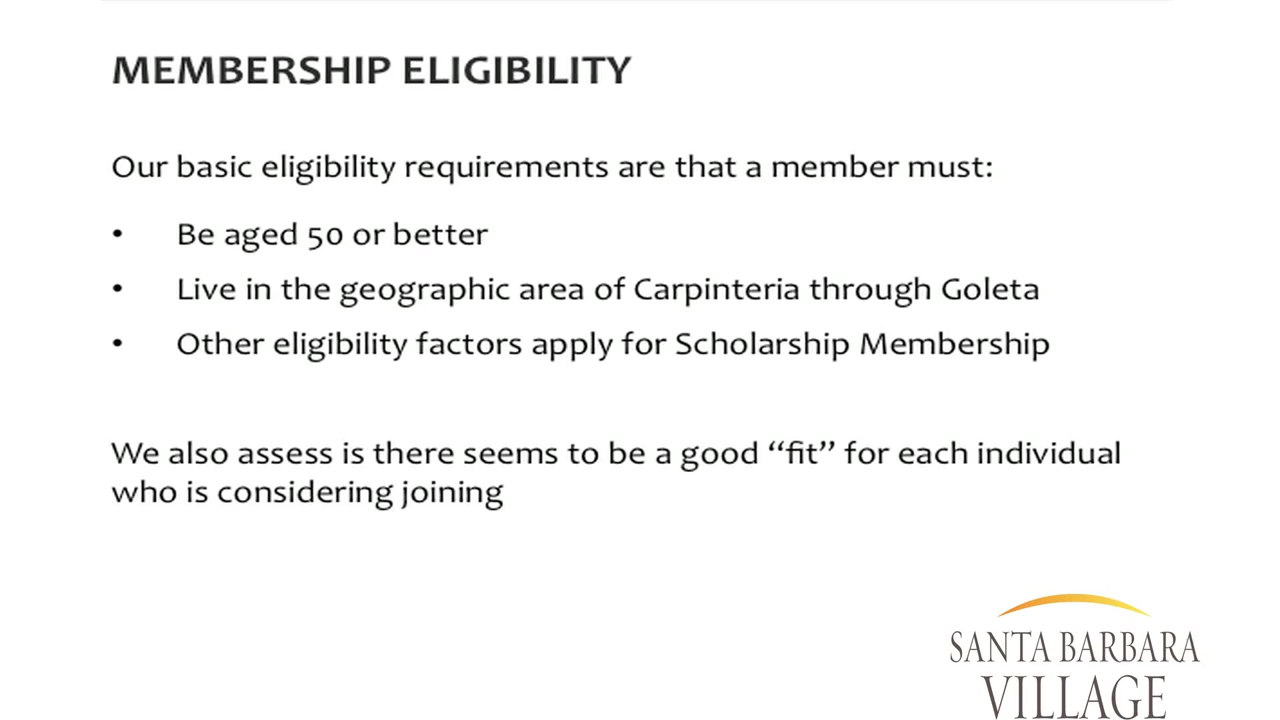 MEMBERSHIP ELIGIBILITY
Our basic eligibility requirements are that a member must:
• Be aged 50 or better
• Live in the geographic area of Carpinteria through Goleta
• Other eligibility factors apply for Scholarship Membership
We also assess is there seems to be a good “fit” for each individual
who is considering joining
SANTA BARBARA
VILLAGE